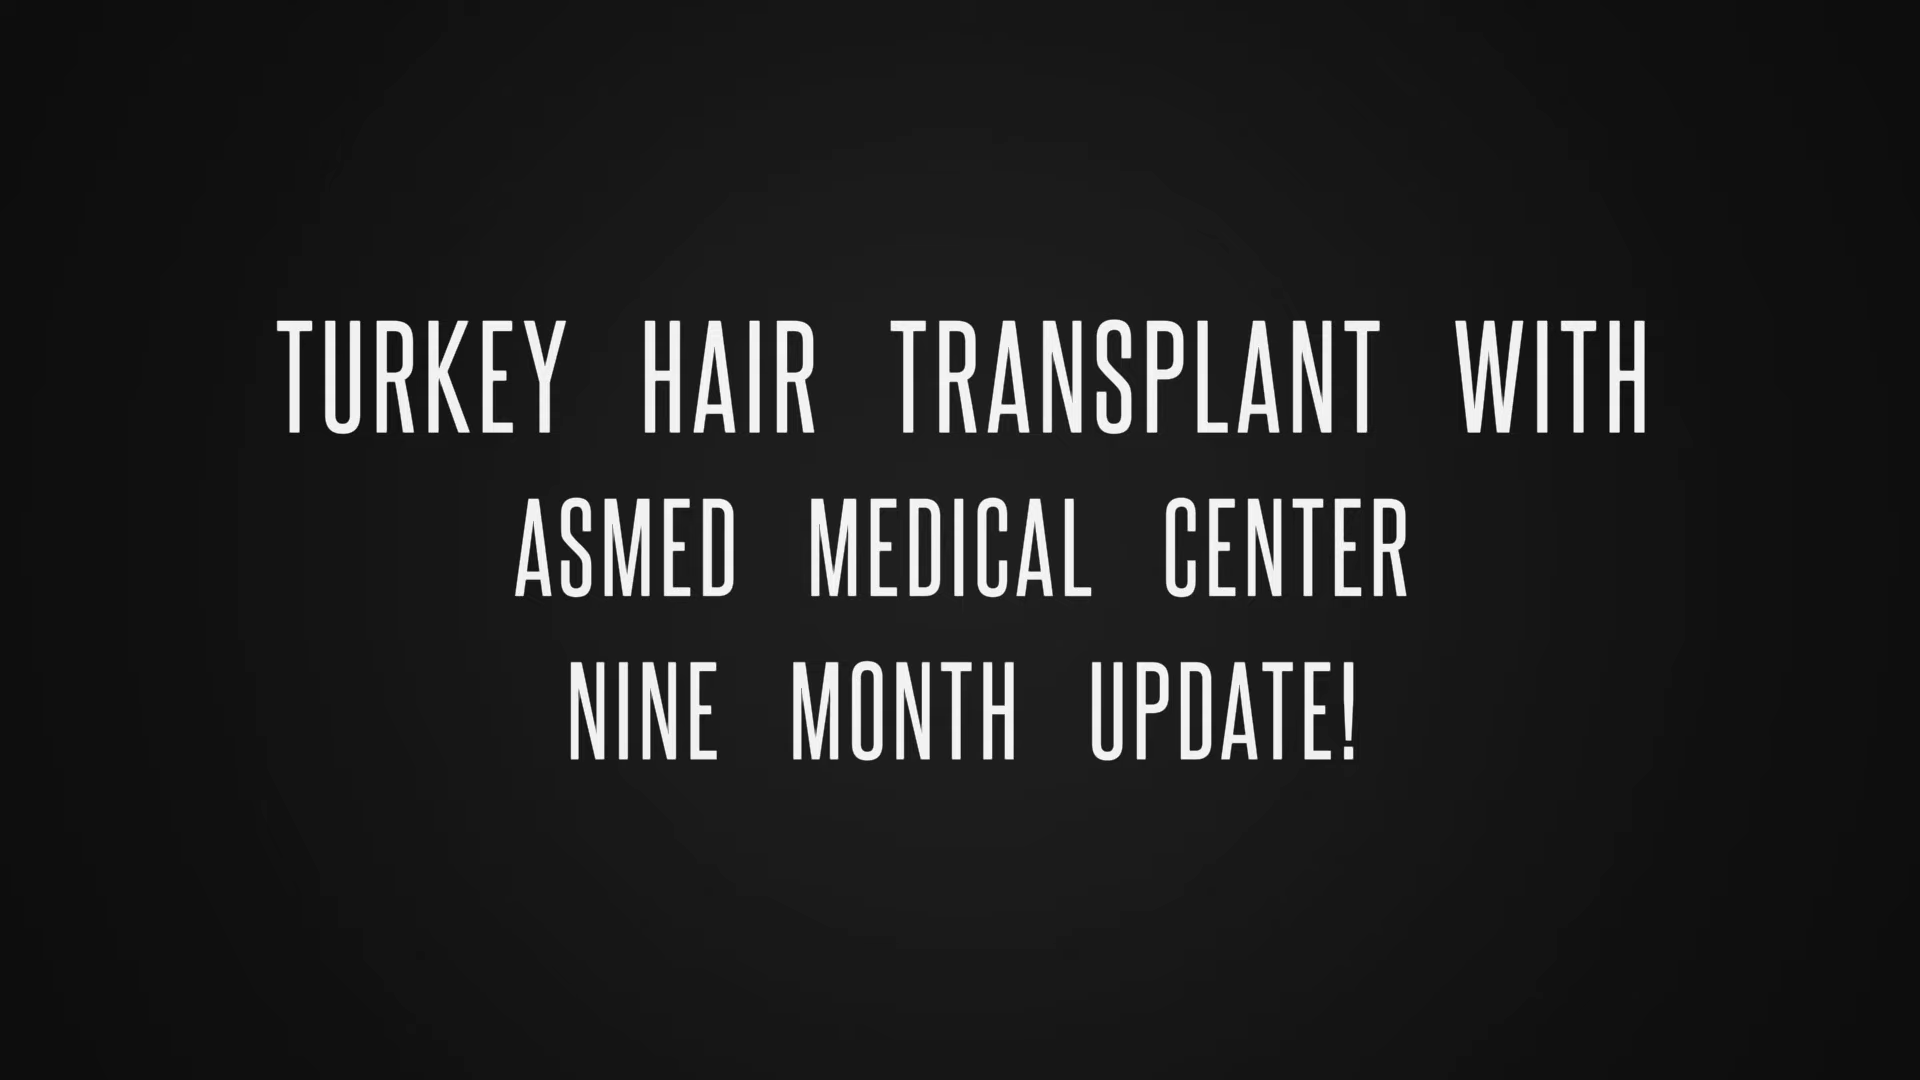 TURKEY HAIR TRANSPLANT WITH
ASMED MEDICAL CENTER
NINE MONTH UPDATE!